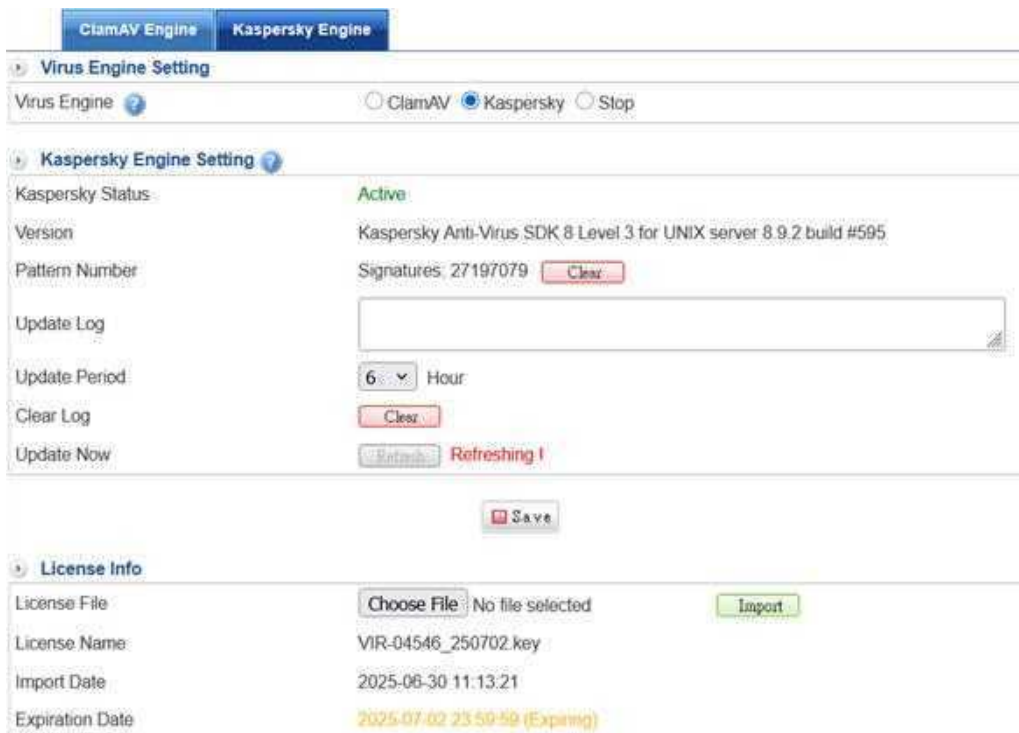 ClamAV Engine Kaspersky Engine
Virus Engine Setting
Virus Engine ClamAV Kaspersky Stop
Kaspersky Engine Setting
Kaspersky Status Active
Version Kaspersky Anti-Virus SDK 8 Level 3 for UNIX server 8.9.2 build #595
Pattern Number Signatures: 27197079 Clear
Update Log
Update Period 6 Hour
Clear Log Clear
Update Now Refresh Refreshing !
Save
License Info
License File Choose File No file selected Import
License Name VIR-04546_250702.key
Import Date 2025-06-30 11:13:21
Expiration Date 2025-07-02 23:59:59 (Expiring)